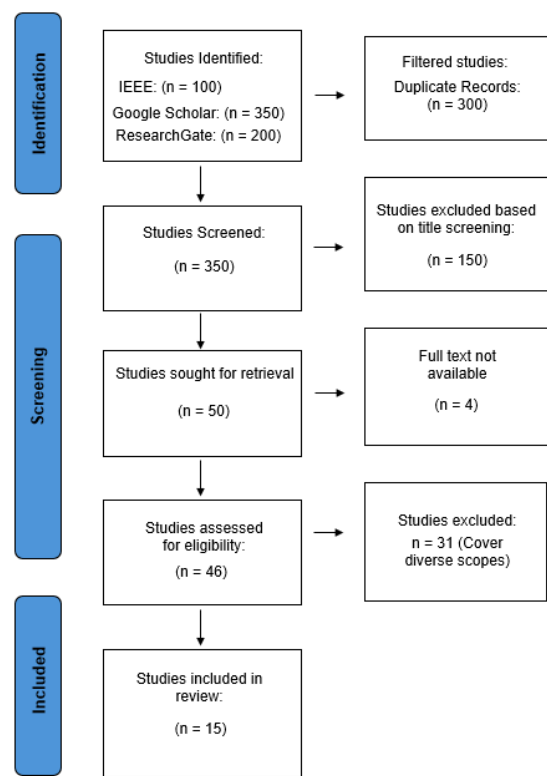 Identification
Studies Identified:
IEEE: (n = 100)
Google Scholar: (n = 350)
ResearchGate: (n = 200)
Filtered studies:
Duplicate Records:
(n = 300)
Screening
Studies Screened:
(n = 350)
Studies excluded based
on title screening:
(n = 150)
Studies sought for retrieval
(n = 50)
Full text not
available
(n = 4)
Studies assessed
for eligibility:
(n = 46)
Studies excluded:
n = 31 (Cover
diverse scopes)
Included
Studies included in
review:
(n = 15)